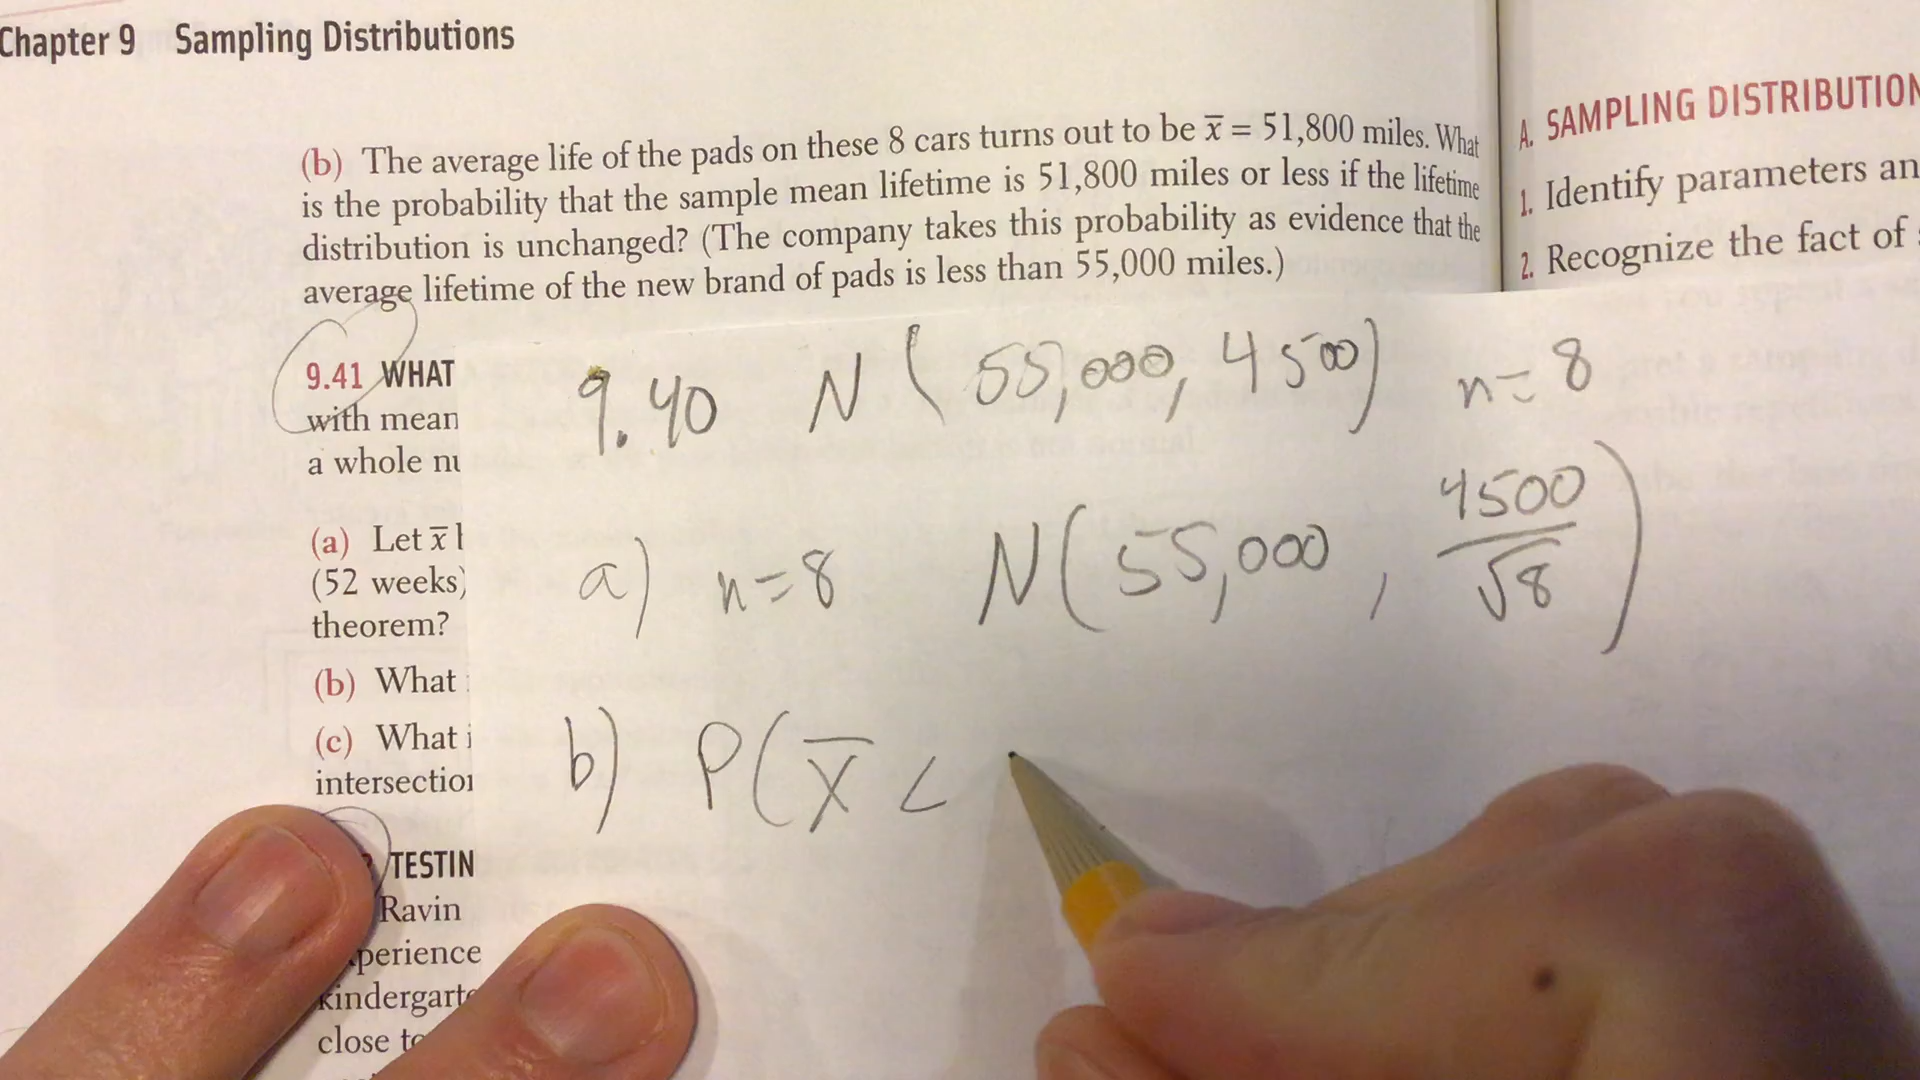 Chapter 9 Sampling Distributions
(b) The average life of the pads on these 8 cars turns out to be x̄ = 51,800 miles. What
is the probability that the sample mean lifetime is 51,800 miles or less if the lifetime
distribution is unchanged? (The company takes this probability as evidence that the
average lifetime of the new brand of pads is less than 55,000 miles.)
9.41 WHAT
with mean
a whole
(a) Let x̄
(52 weeks)
theorem?
(b) What
(c) What
TESTIN
Ravin
close
9.40 N(55,000, 4500) n=8
a) n=8 N(55,000, 4500/√8)
b) P(X̄ <
A. SAMPLING DISTRIBUTION
1. Identify parameters an
2. Recognize the fact of